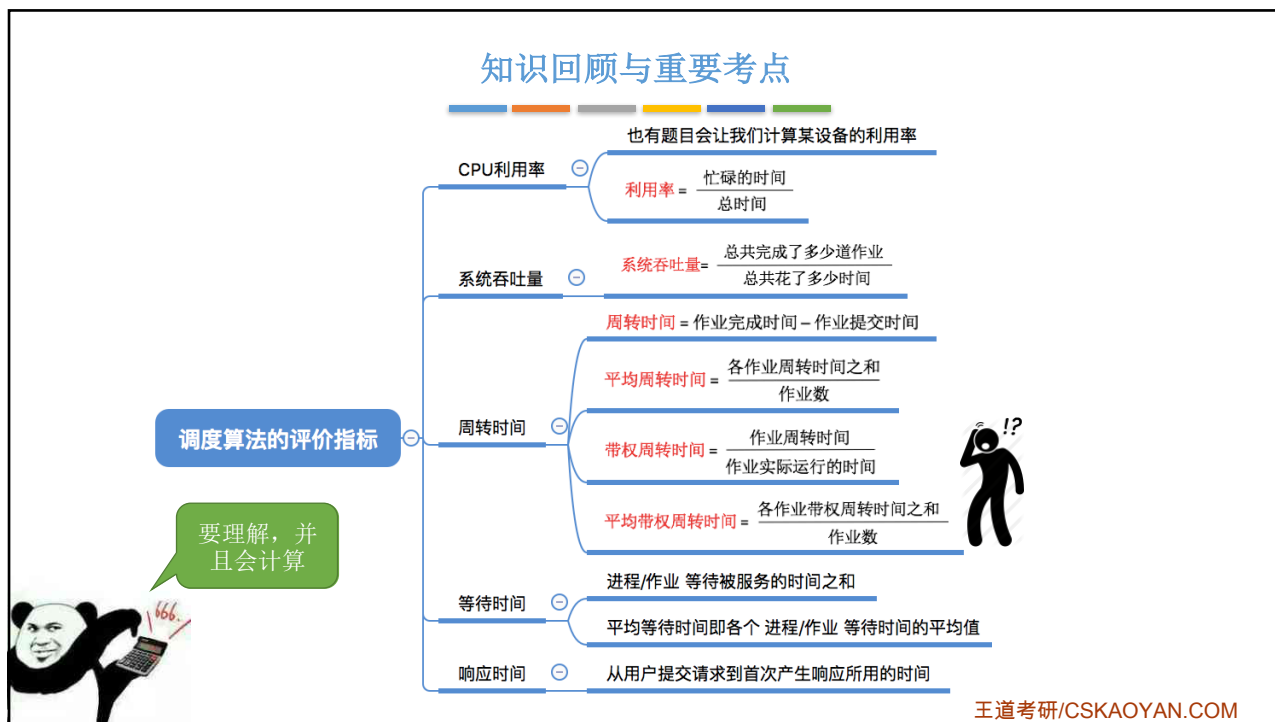 知识回顾与重要考点
也有题目会让我们计算某设备的利用率
CPU利用率
利用率 = 忙碌的时间 / 总时间
系统吞吐量
系统吞吐量= 总共完成了多少道作业 / 总共花了多少时间
周转时间 = 作业完成时间 – 作业提交时间
平均周转时间 = 各作业周转时间之和 / 作业数
周转时间
调度算法的评价指标
带权周转时间 = 作业周转时间 / 作业实际运行的时间
平均带权周转时间 = 各作业带权周转时间之和 / 作业数
!?
要理解，并
且会计算
进程/作业 等待被服务的时间之和
等待时间
平均等待时间即各个 进程/作业 等待时间的平均值
666.
响应时间
从用户提交请求到首次产生响应所用的时间
王道考研/CSKAOYAN.COM